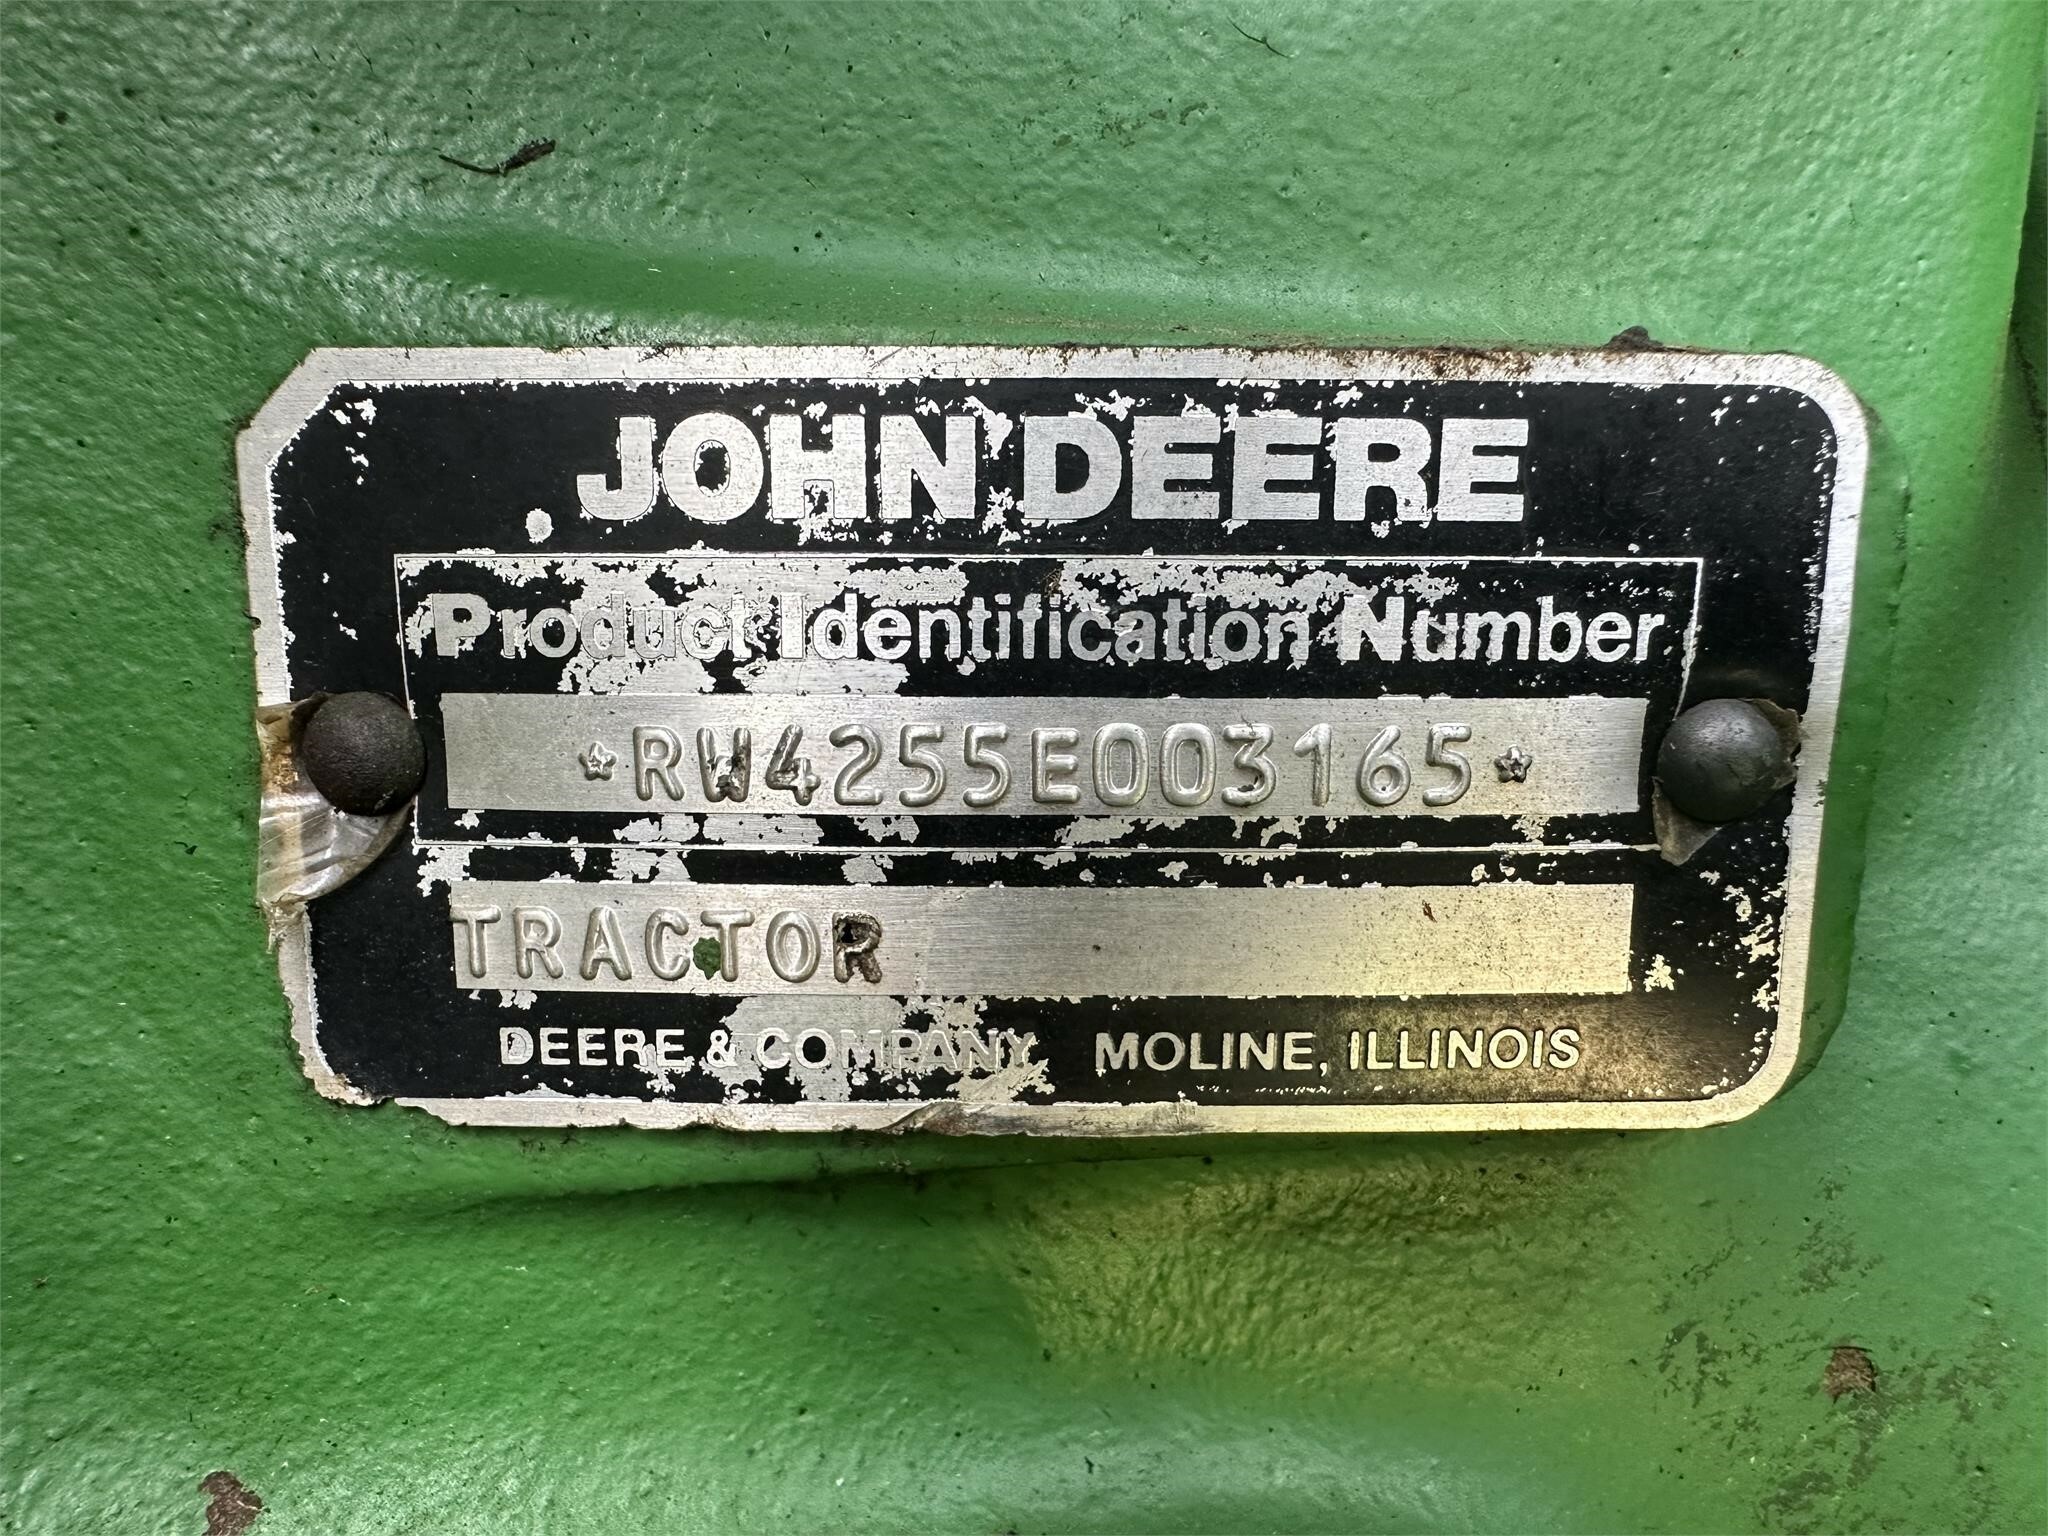 JOHN DEERE
Product Identification Number
*RW4255E003165*
TRACTOR
DEERE & COMPANY MOLINE, ILLINOIS